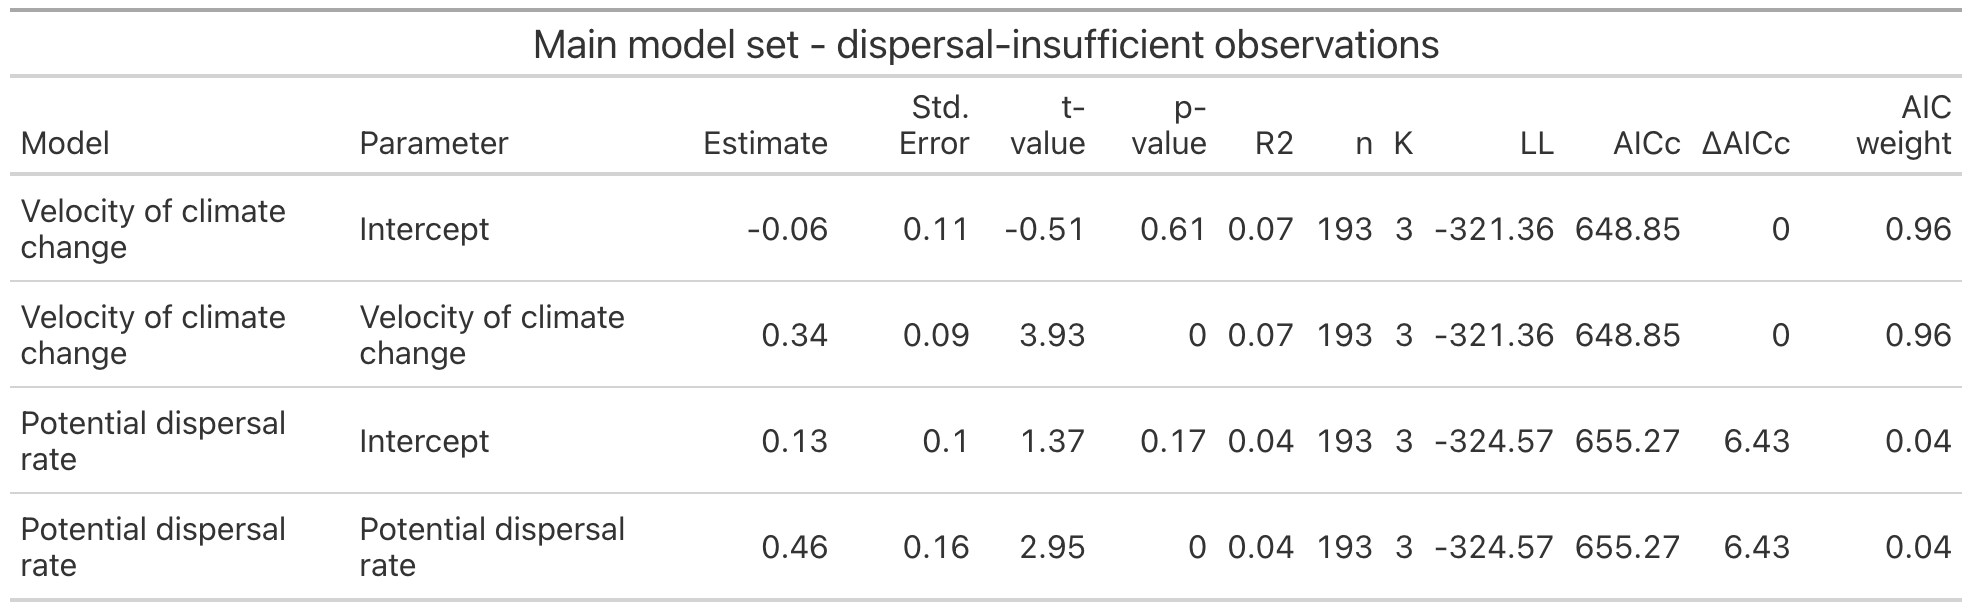 Main model set - dispersal-insufficient observations
Model Parameter Estimate Std. Error t-value p-value R2 n K LL AICc ΔAICc AIC weight
Velocity of climate change Intercept -0.06 0.11 -0.51 0.61 0.07 193 3 -321.36 648.85 0 0.96
Velocity of climate change Velocity of climate change 0.34 0.09 3.93 0 0.07 193 3 -321.36 648.85 0 0.96
Potential dispersal rate Intercept 0.13 0.1 1.37 0.17 0.04 193 3 -324.57 655.27 6.43 0.04
Potential dispersal rate Potential dispersal rate 0.46 0.16 2.95 0 0.04 193 3 -324.57 655.27 6.43 0.04